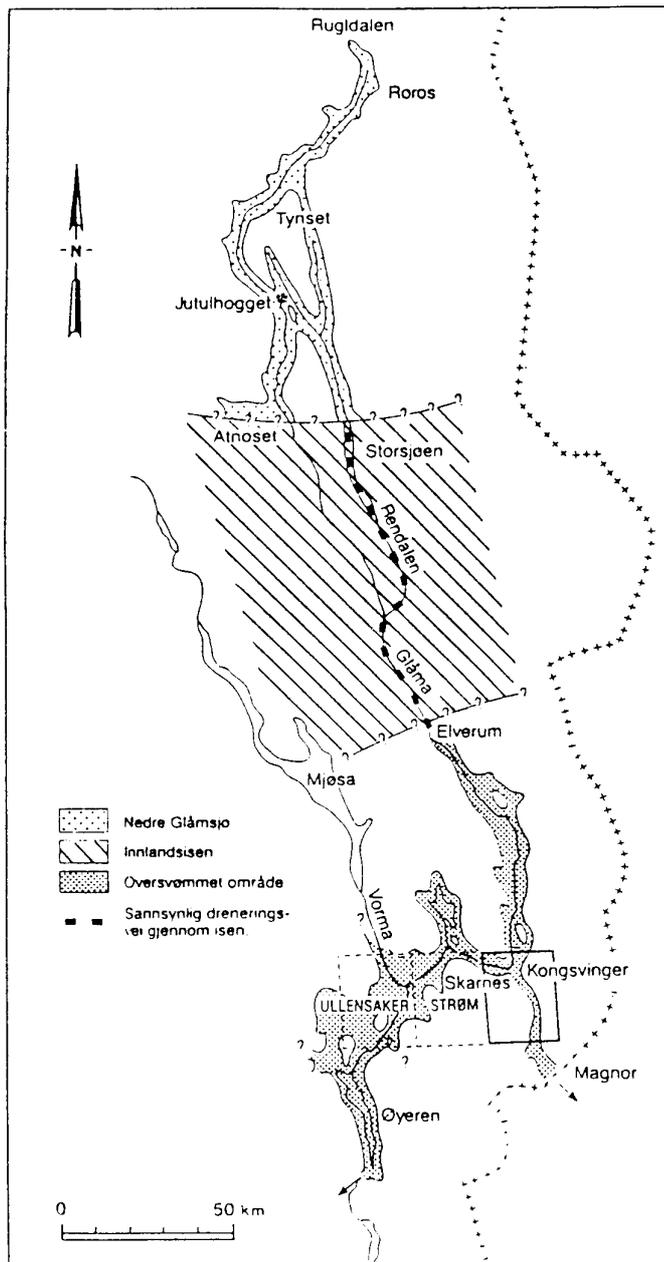 Rugldalen
Røros
N
Tynset
Jutulhogget
? ? ? ? ? ? ? ?
Atnoset
Storsjøen
Rendalen
Glåma
? ? ? ? ? ?
Elverum
Mjøsa
Nedre Glåmsjø
Innlandsisen
Oversvømmet område
Sannsynlig drenerings-
vei gjennom isen.
Vorma
?
Kongsvinger
Skarnes
ULLENSAKER
STRØM
?
?
Magnor
Øyeren
0
50 km